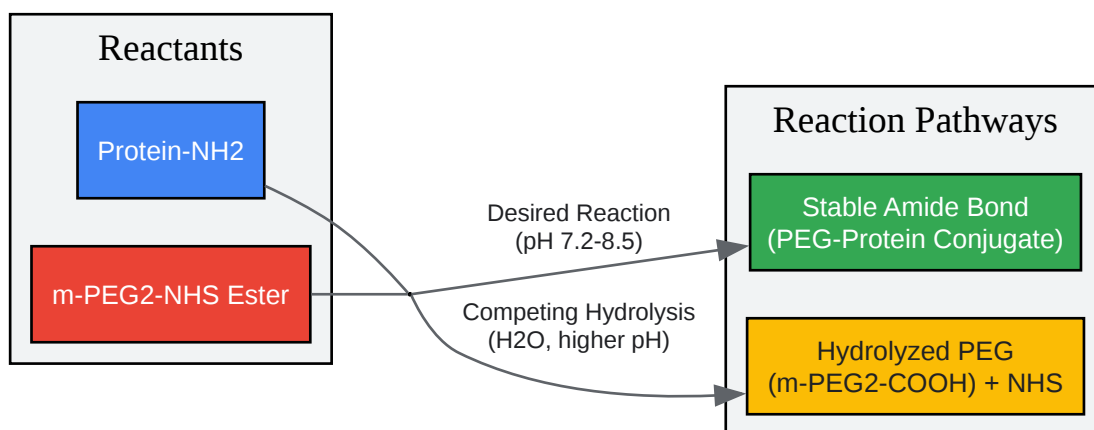 Reactants
Protein-NH2
m-PEG2-NHS Ester
Desired Reaction
(pH 7.2-8.5)
Competing Hydrolysis
(H2O, higher pH)
Reaction Pathways
Stable Amide Bond
(PEG-Protein Conjugate)
Hydrolyzed PEG
(m-PEG2-COOH) + NHS